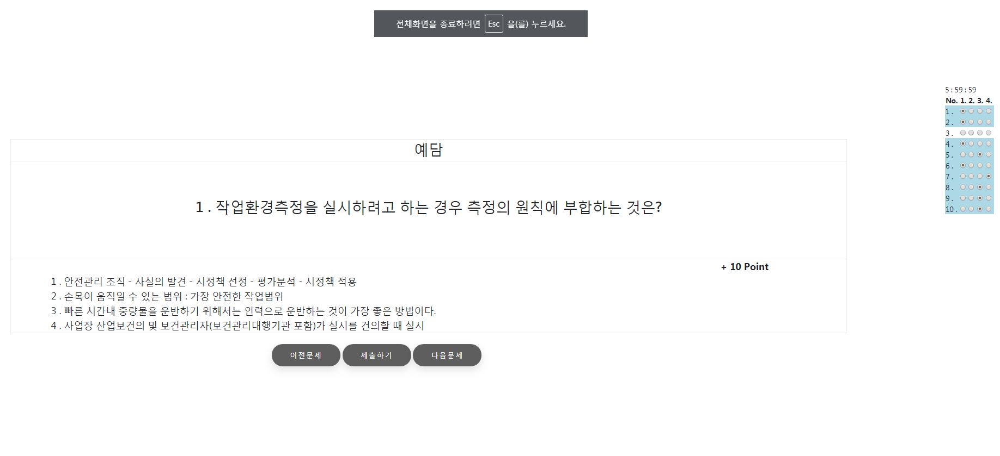 전체화면을 종료하려면 Esc 을(를) 누르세요.
5 : 59 : 59
No. 1. 2. 3. 4.
1 .
2 .
3 .
4 .
5 .
6 .
7 .
8 .
9 .
10 .
예담
1 . 작업환경측정을 실시하려고 하는 경우 측정의 원칙에 부합하는 것은?
+ 10 Point
1 . 안전관리 조직 - 사실의 발견 - 시정책 선정 - 평가분석 - 시정책 적용
2 . 손목이 움직일 수 있는 범위 : 가장 안전한 작업범위
3 . 빠른 시간내 중량물을 운반하기 위해서는 인력으로 운반하는 것이 가장 좋은 방법이다.
4 . 사업장 산업보건의 및 보건관리자(보건관리대행기관 포함)가 실시를 건의할 때 실시
이전문제 제출하기 다음문제